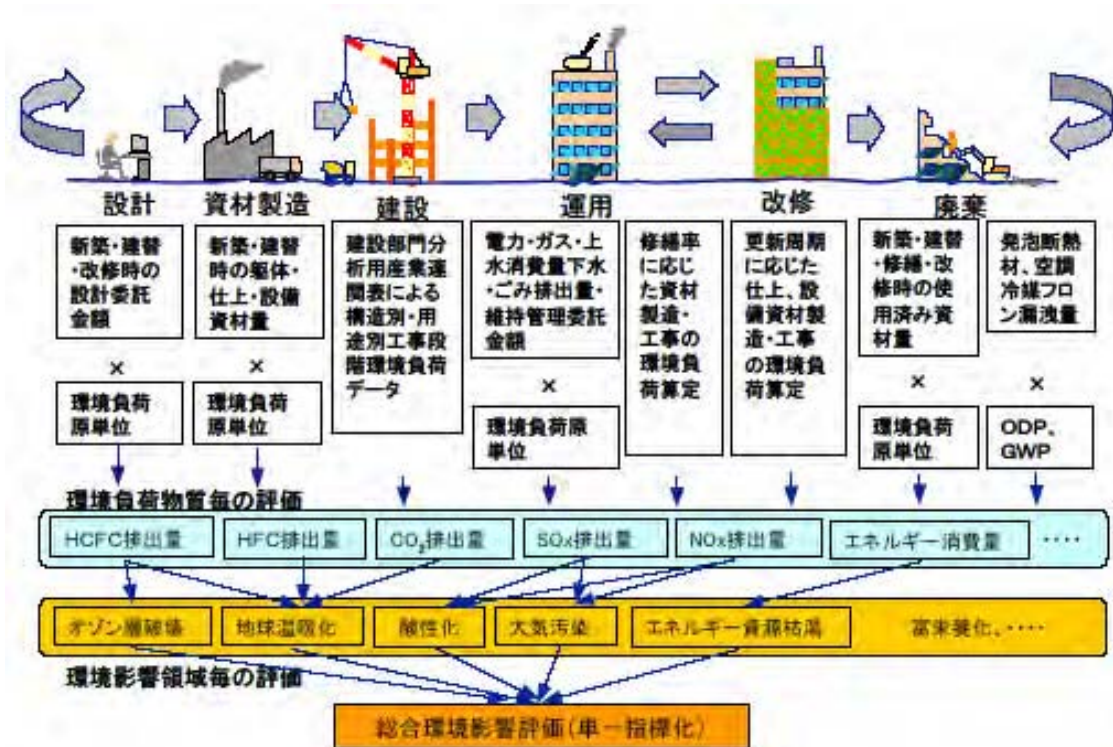 設計
資材製造
建設
運用
改修
廃棄
新築・建替
・改修時の
設計委託
金額
×
環境負荷
原単位
新築・建替
時の躯体・
仕上・設備
資材量
×
環境負荷
原単位
建設部門分
析用産業連
関表による
構造別・用
途別工事段
階環境負荷
データ
電力・ガス・上
水消費量下水
・ごみ排出量・
維持管理委託
金額
×
環境負荷原
単位
修繕率
に応じ
た資材
製造・
工事の
環境負
荷算定
更新周期
に応じた
仕上、設
備資材製
造・工事
の環境負
荷算定
新築・建替
・修繕・改
修時の使
用済み資
材量
×
環境負荷
原単位
発泡断熱
材、空調
冷媒フロ
ン漏洩量
×
ODP、
GWP
環境負荷物質毎の評価
HCFC排出量
HFC排出量
CO₂排出量
SOx排出量
NOx排出量
エネルギー消費量
････
オゾン層破壊
地球温暖化
酸性化
大気汚染
エネルギー資源枯渇
富栄養化、････
環境影響領域毎の評価
総合環境影響評価(単一指標化)